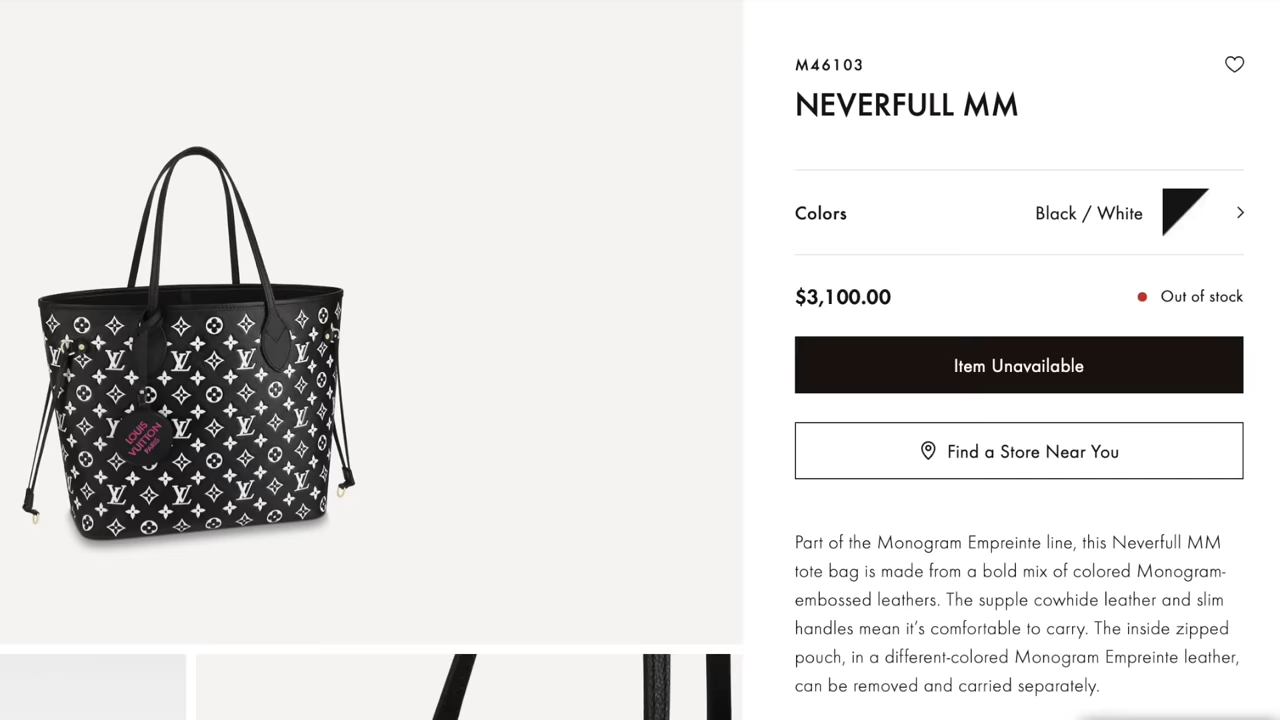 M46103
NEVERFULL MM
Colors
Black / White
$3,100.00
Out of stock
Item Unavailable
Find a Store Near You
Part of the Monogram Empreinte line, this Neverfull MM
tote bag is made from a bold mix of colored Monogram-
embossed leathers. The supple cowhide leather and slim
handles mean it's comfortable to carry. The inside zipped
pouch, in a different-colored Monogram Empreinte leather,
can be removed and carried separately.
LOUIS
VUITTON
PARIS